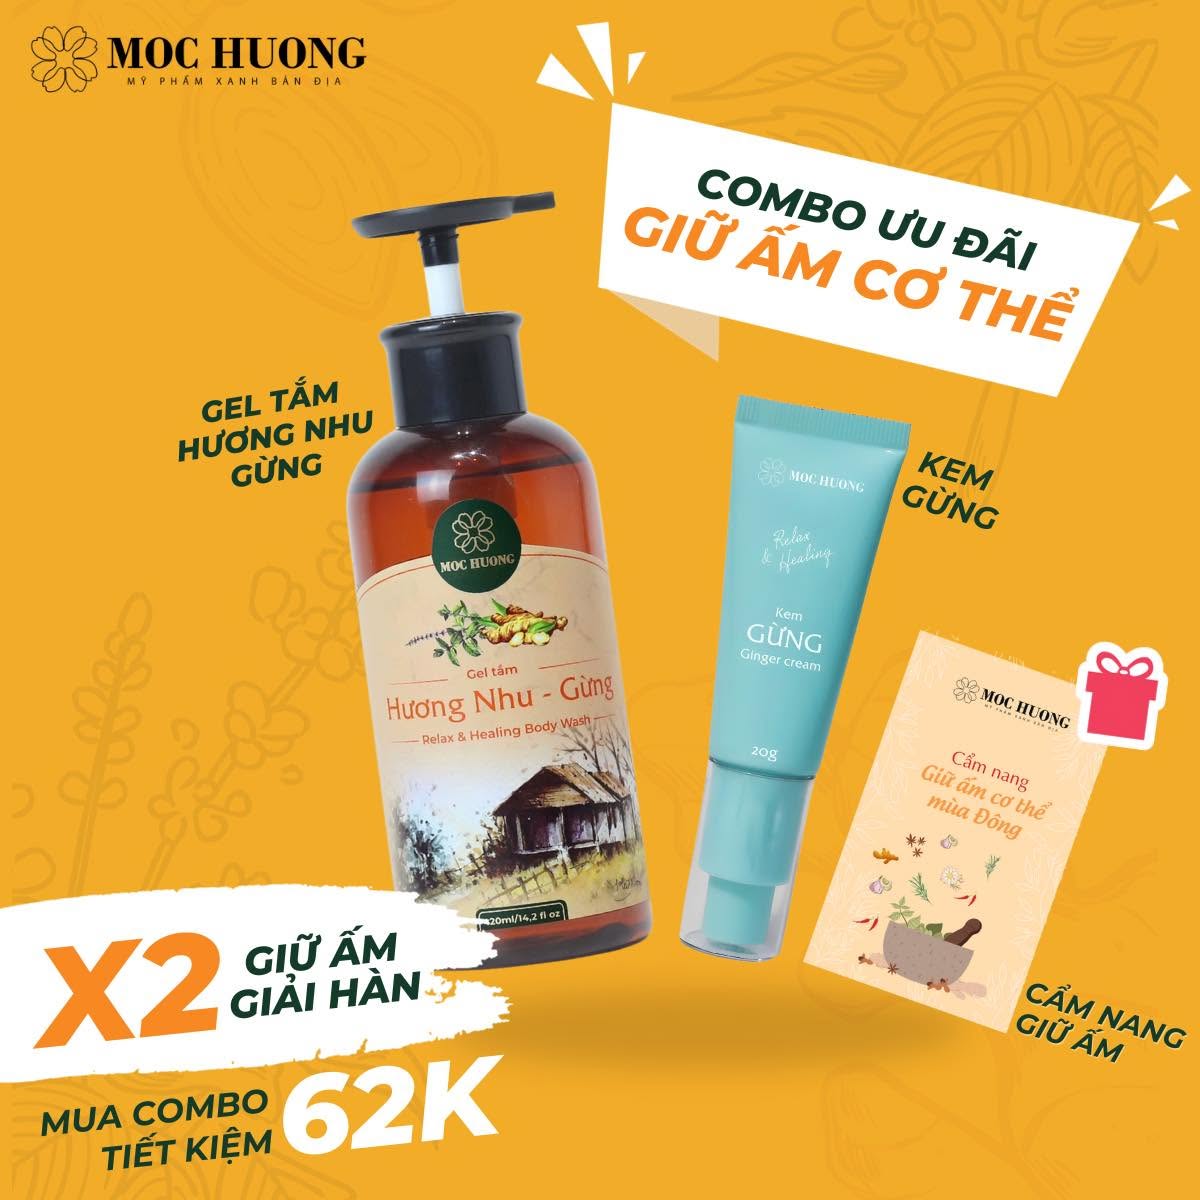 MOC HUONG
MỸ PHẨM XANH BẢN ĐỊA
COMBO ƯU ĐÃI
GIỮ ẤM CƠ THỂ
GEL TẮM
HƯƠNG NHU
GỪNG
KEM
GỪNG
MOC HUONG
Relax
& Healing
Kem
GỪNG
Ginger cream
20g
MOC HUONG
Gel tắm
Hương Nhu - Gừng
Relax & Healing Body Wash
420ml/14,2 fl oz
MOC HUONG
MỸ PHẨM XANH BẢN ĐỊA
Cẩm nang
Giữ ấm cơ thể
mùa Đông
CẨM NANG
GIỮ ẤM
X2 GIỮ ẤM
GIẢI HÀN
MUA COMBO
TIẾT KIỆM 62K